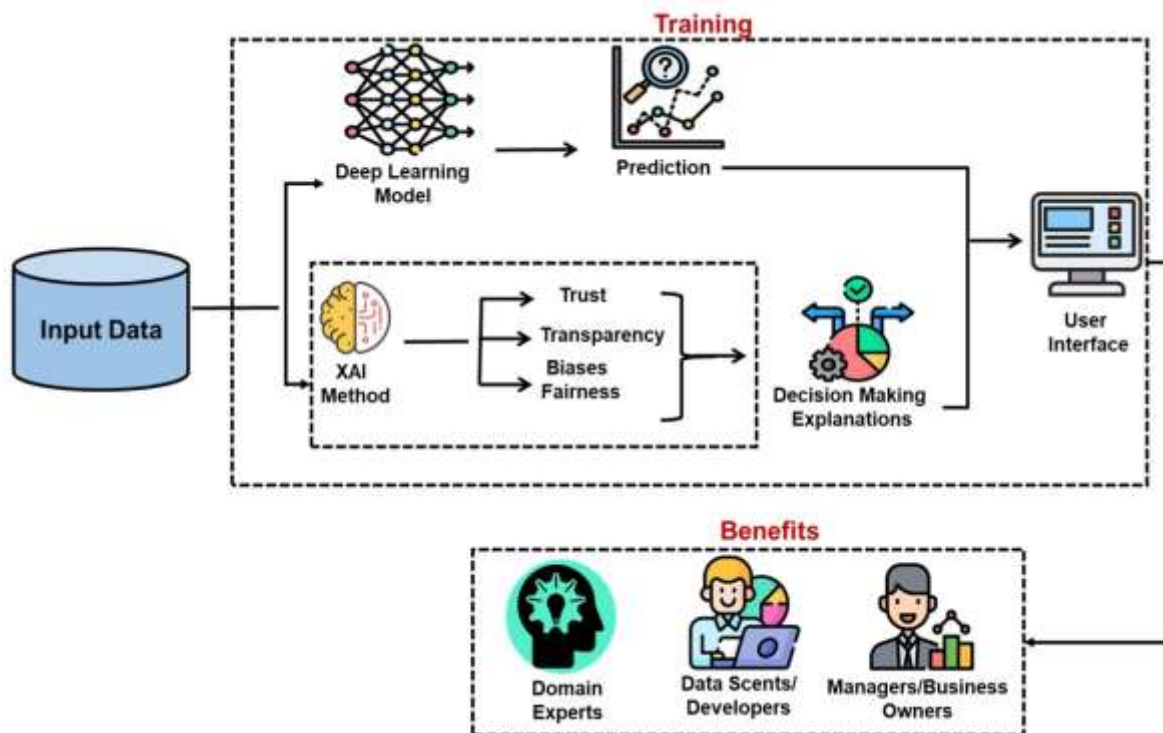 Training
Deep Learning
Model
Prediction
Input Data
XAI
Method
Trust
Transparency
Biases
Fairness
Decision Making
Explanations
User
Interface
Benefits
Domain
Experts
Data Scents/
Developers
Managers/Business
Owners
?